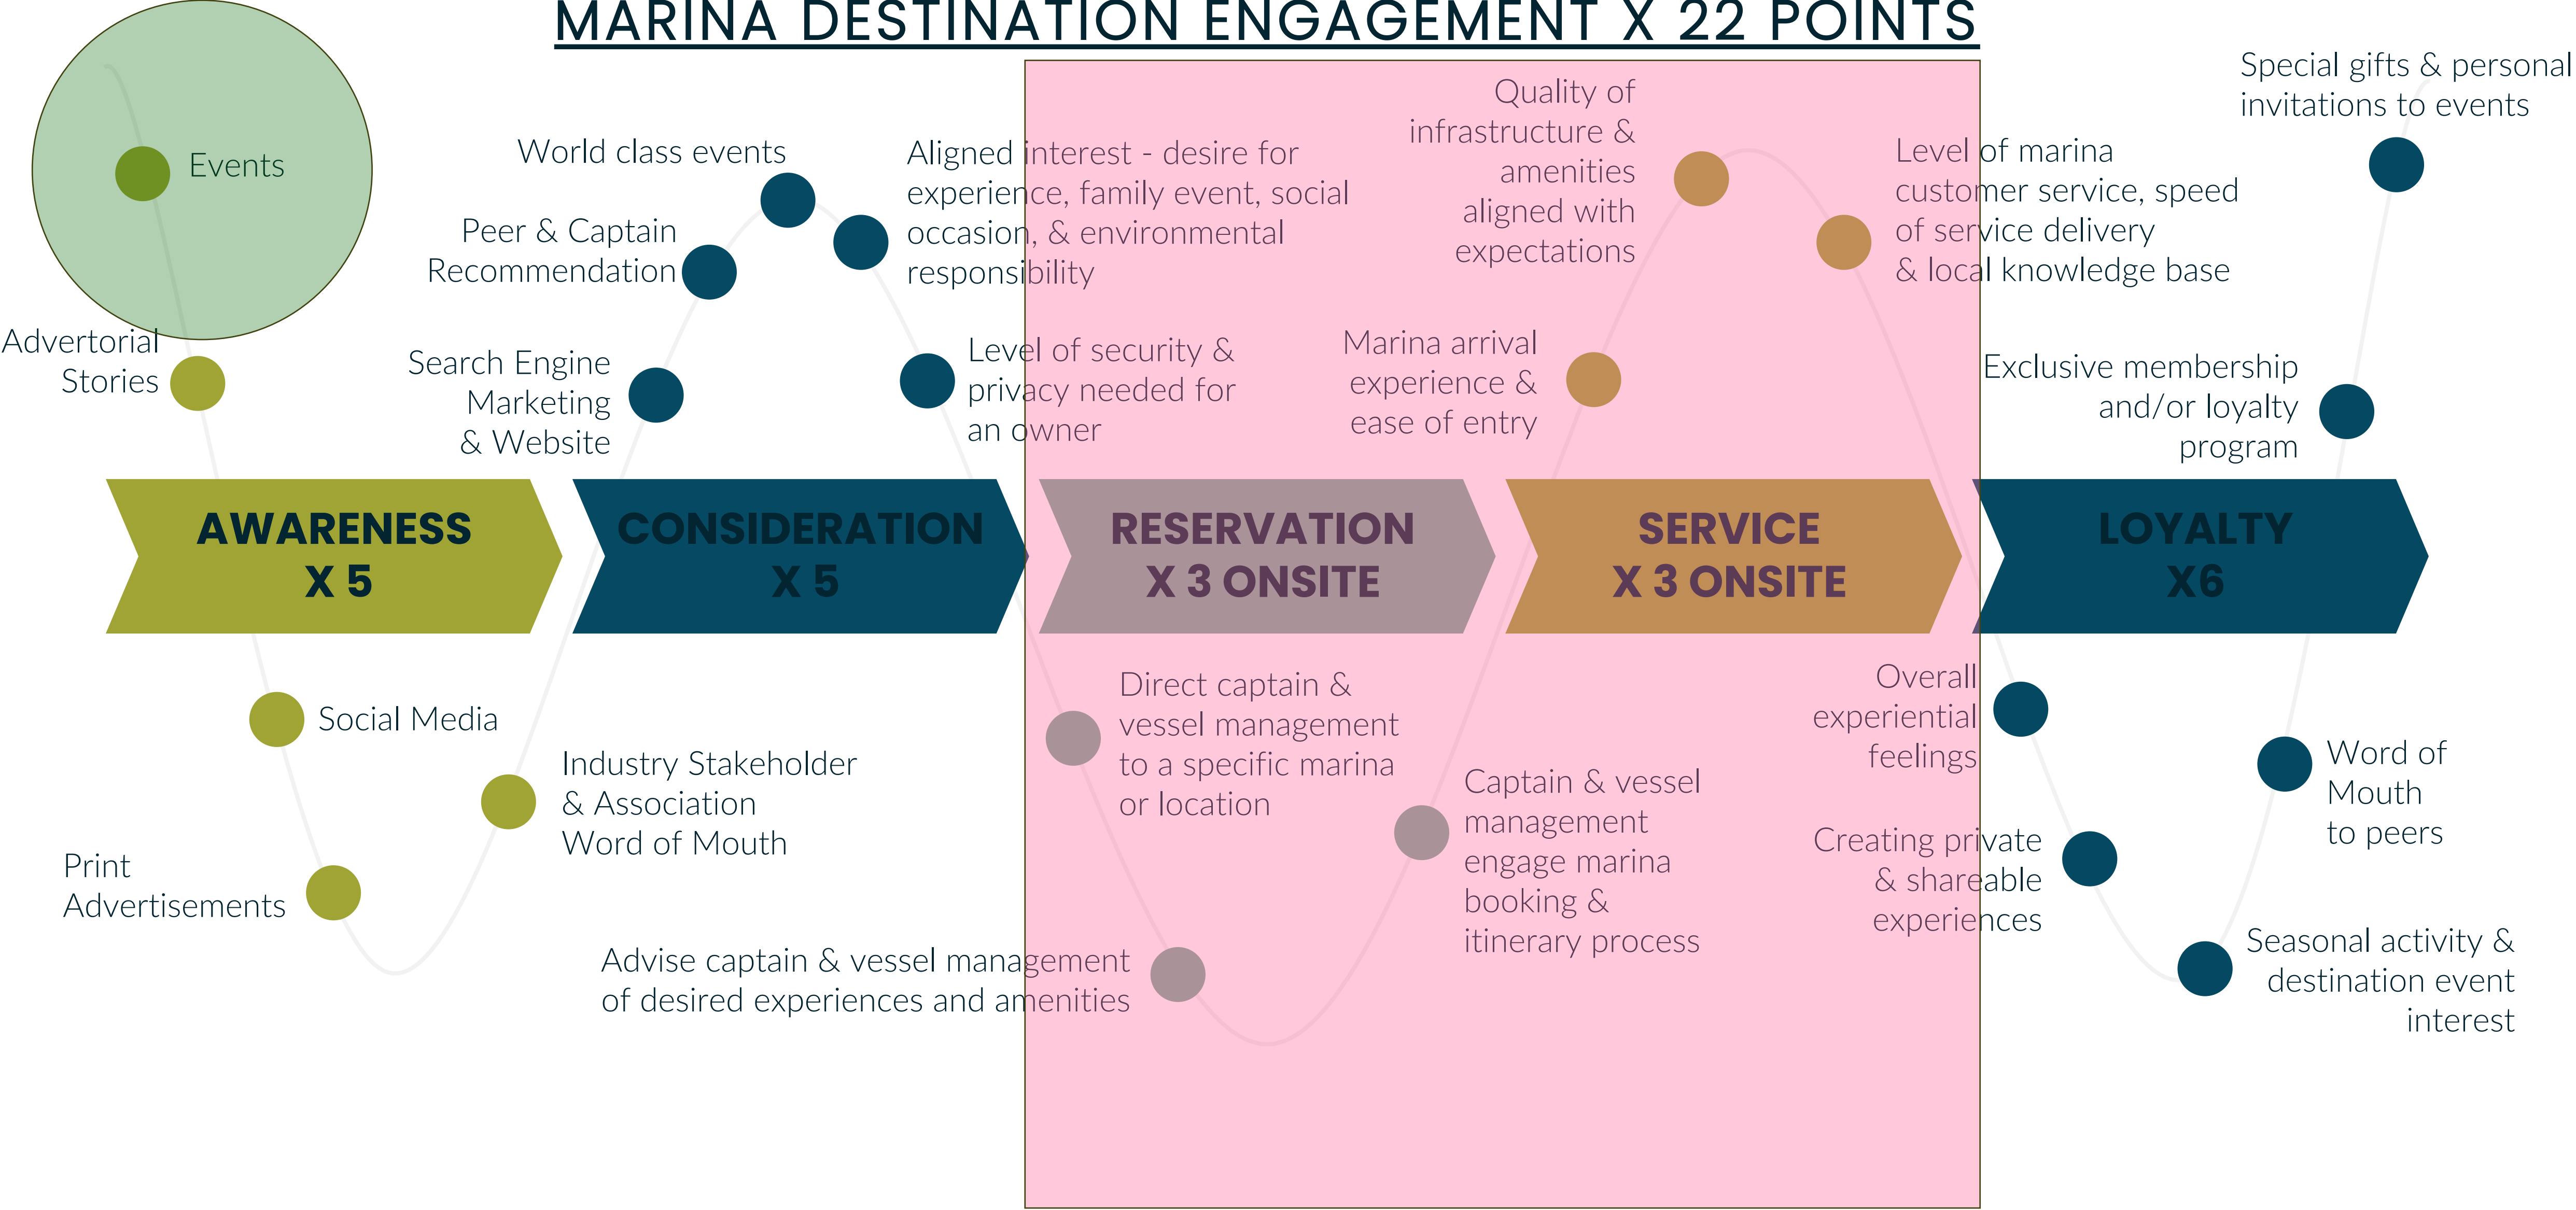 MARINA DESTINATION ENGAGEMENT X 22 POINTS
Events
Advertorial
Stories
World class events
Peer & Captain
Recommendation
Search Engine
Marketing
& Website
Aligned interest - desire for
experience, family event, social
occasion, & environmental
responsibility
Level of security &
privacy needed for
an owner
Quality of
infrastructure &
amenities
aligned with
expectations
Marina arrival
experience &
ease of entry
Level of marina
customer service, speed
of service delivery
& local knowledge base
Special gifts & personal
invitations to events
Exclusive membership
and/or loyalty
program
AWARENESS
X 5
CONSIDERATION
X 5
RESERVATION
X 3 ONSITE
SERVICE
X 3 ONSITE
LOYALTY
X6
Social Media
Print
Advertisements
Industry Stakeholder
& Association
Word of Mouth
Direct captain &
vessel management
to a specific marina
or location
Advise captain & vessel management
of desired experiences and amenities
Captain & vessel
management
engage marina
booking &
itinerary process
Overall
experiential
feelings
Creating private
& shareable
experiences
Word of
Mouth
to peers
Seasonal activity &
destination event
interest